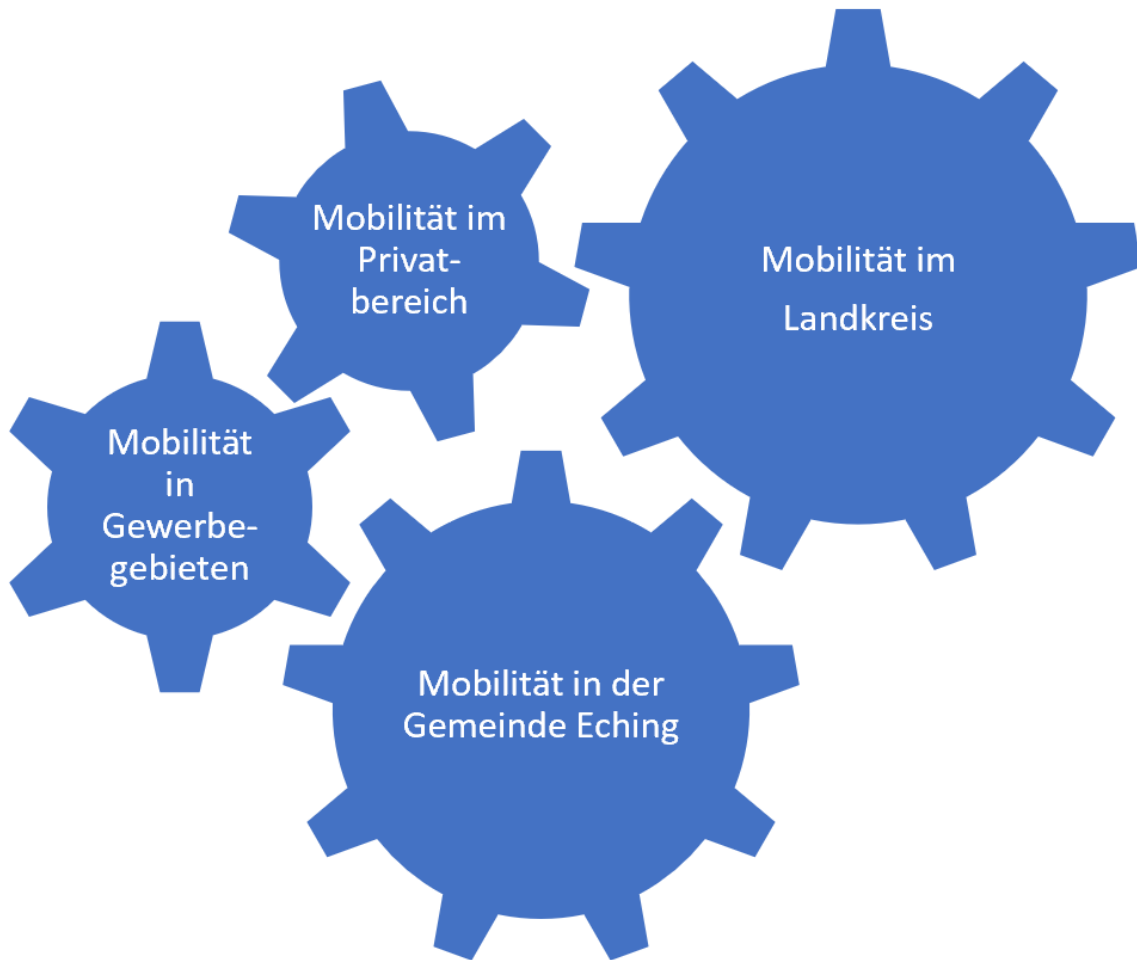 Mobilität im
Privat-
bereich
Mobilität im
Landkreis
Mobilität
in
Gewerbe-
gebieten
Mobilität in der
Gemeinde Eching